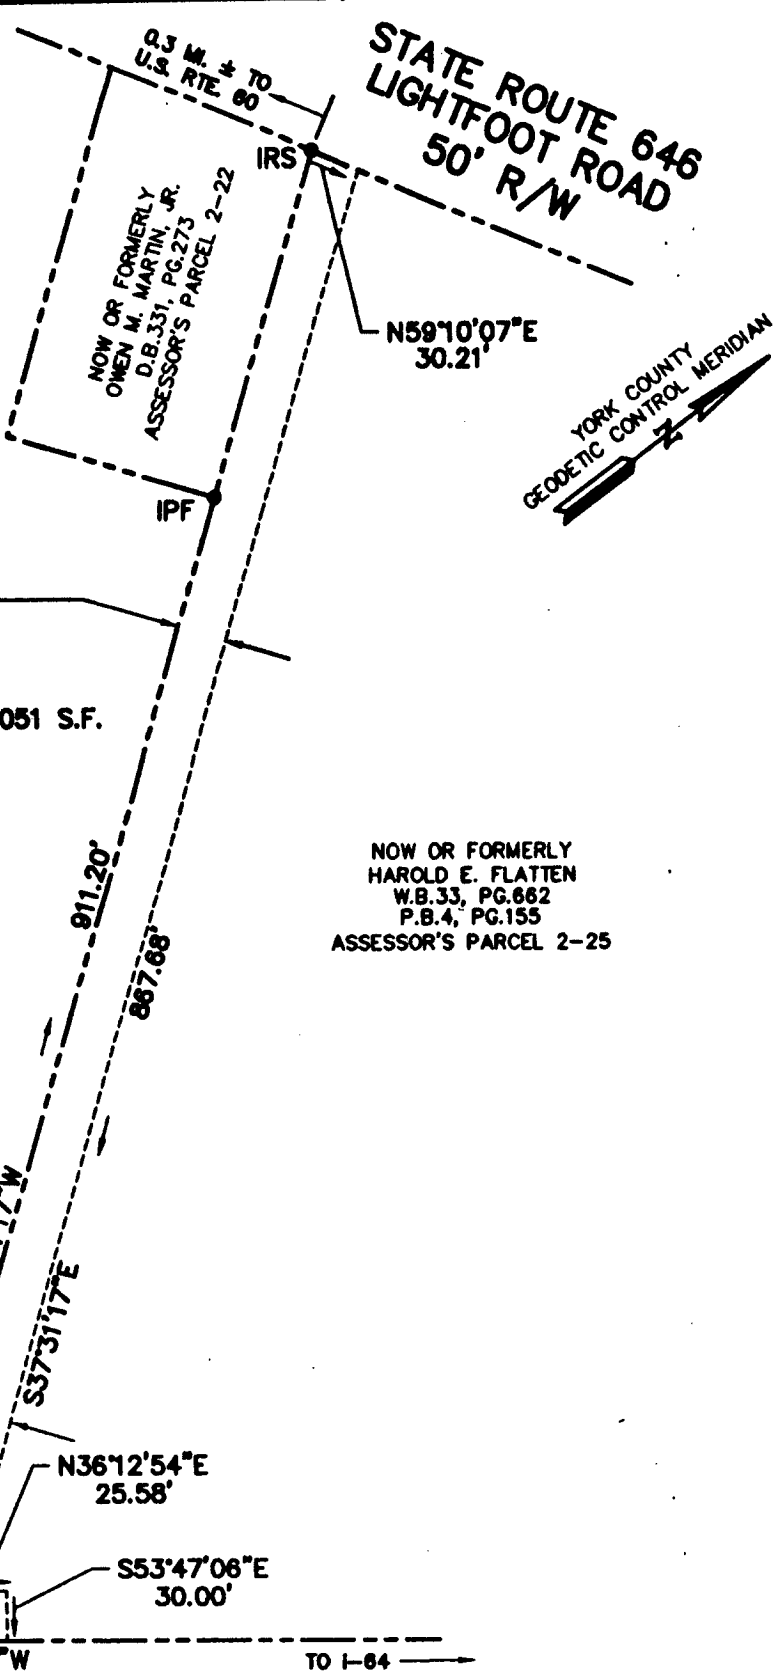 0.3 MI. ± TO
U.S. RTE. 60
STATE ROUTE 646
LIGHTFOOT ROAD
50' R/W
IRS
NOW OR FORMERLY
OWEN M. MARTIN, JR.
D.B.331, PG.273
ASSESSOR'S PARCEL 2-22
N59°10'07"E
30.21'
YORK COUNTY
GEODETIC CONTROL MERIDIAN
N
IPF
051 S.F.
911.20'
867.68'
NOW OR FORMERLY
HAROLD E. FLATTEN
W.B.33, PG.662
P.B.4, PG.155
ASSESSOR'S PARCEL 2-25
17"W
S37°31'17"E
N36°12'54"E
25.58'
S53°47'06"E
30.00'
"W
TO I-64